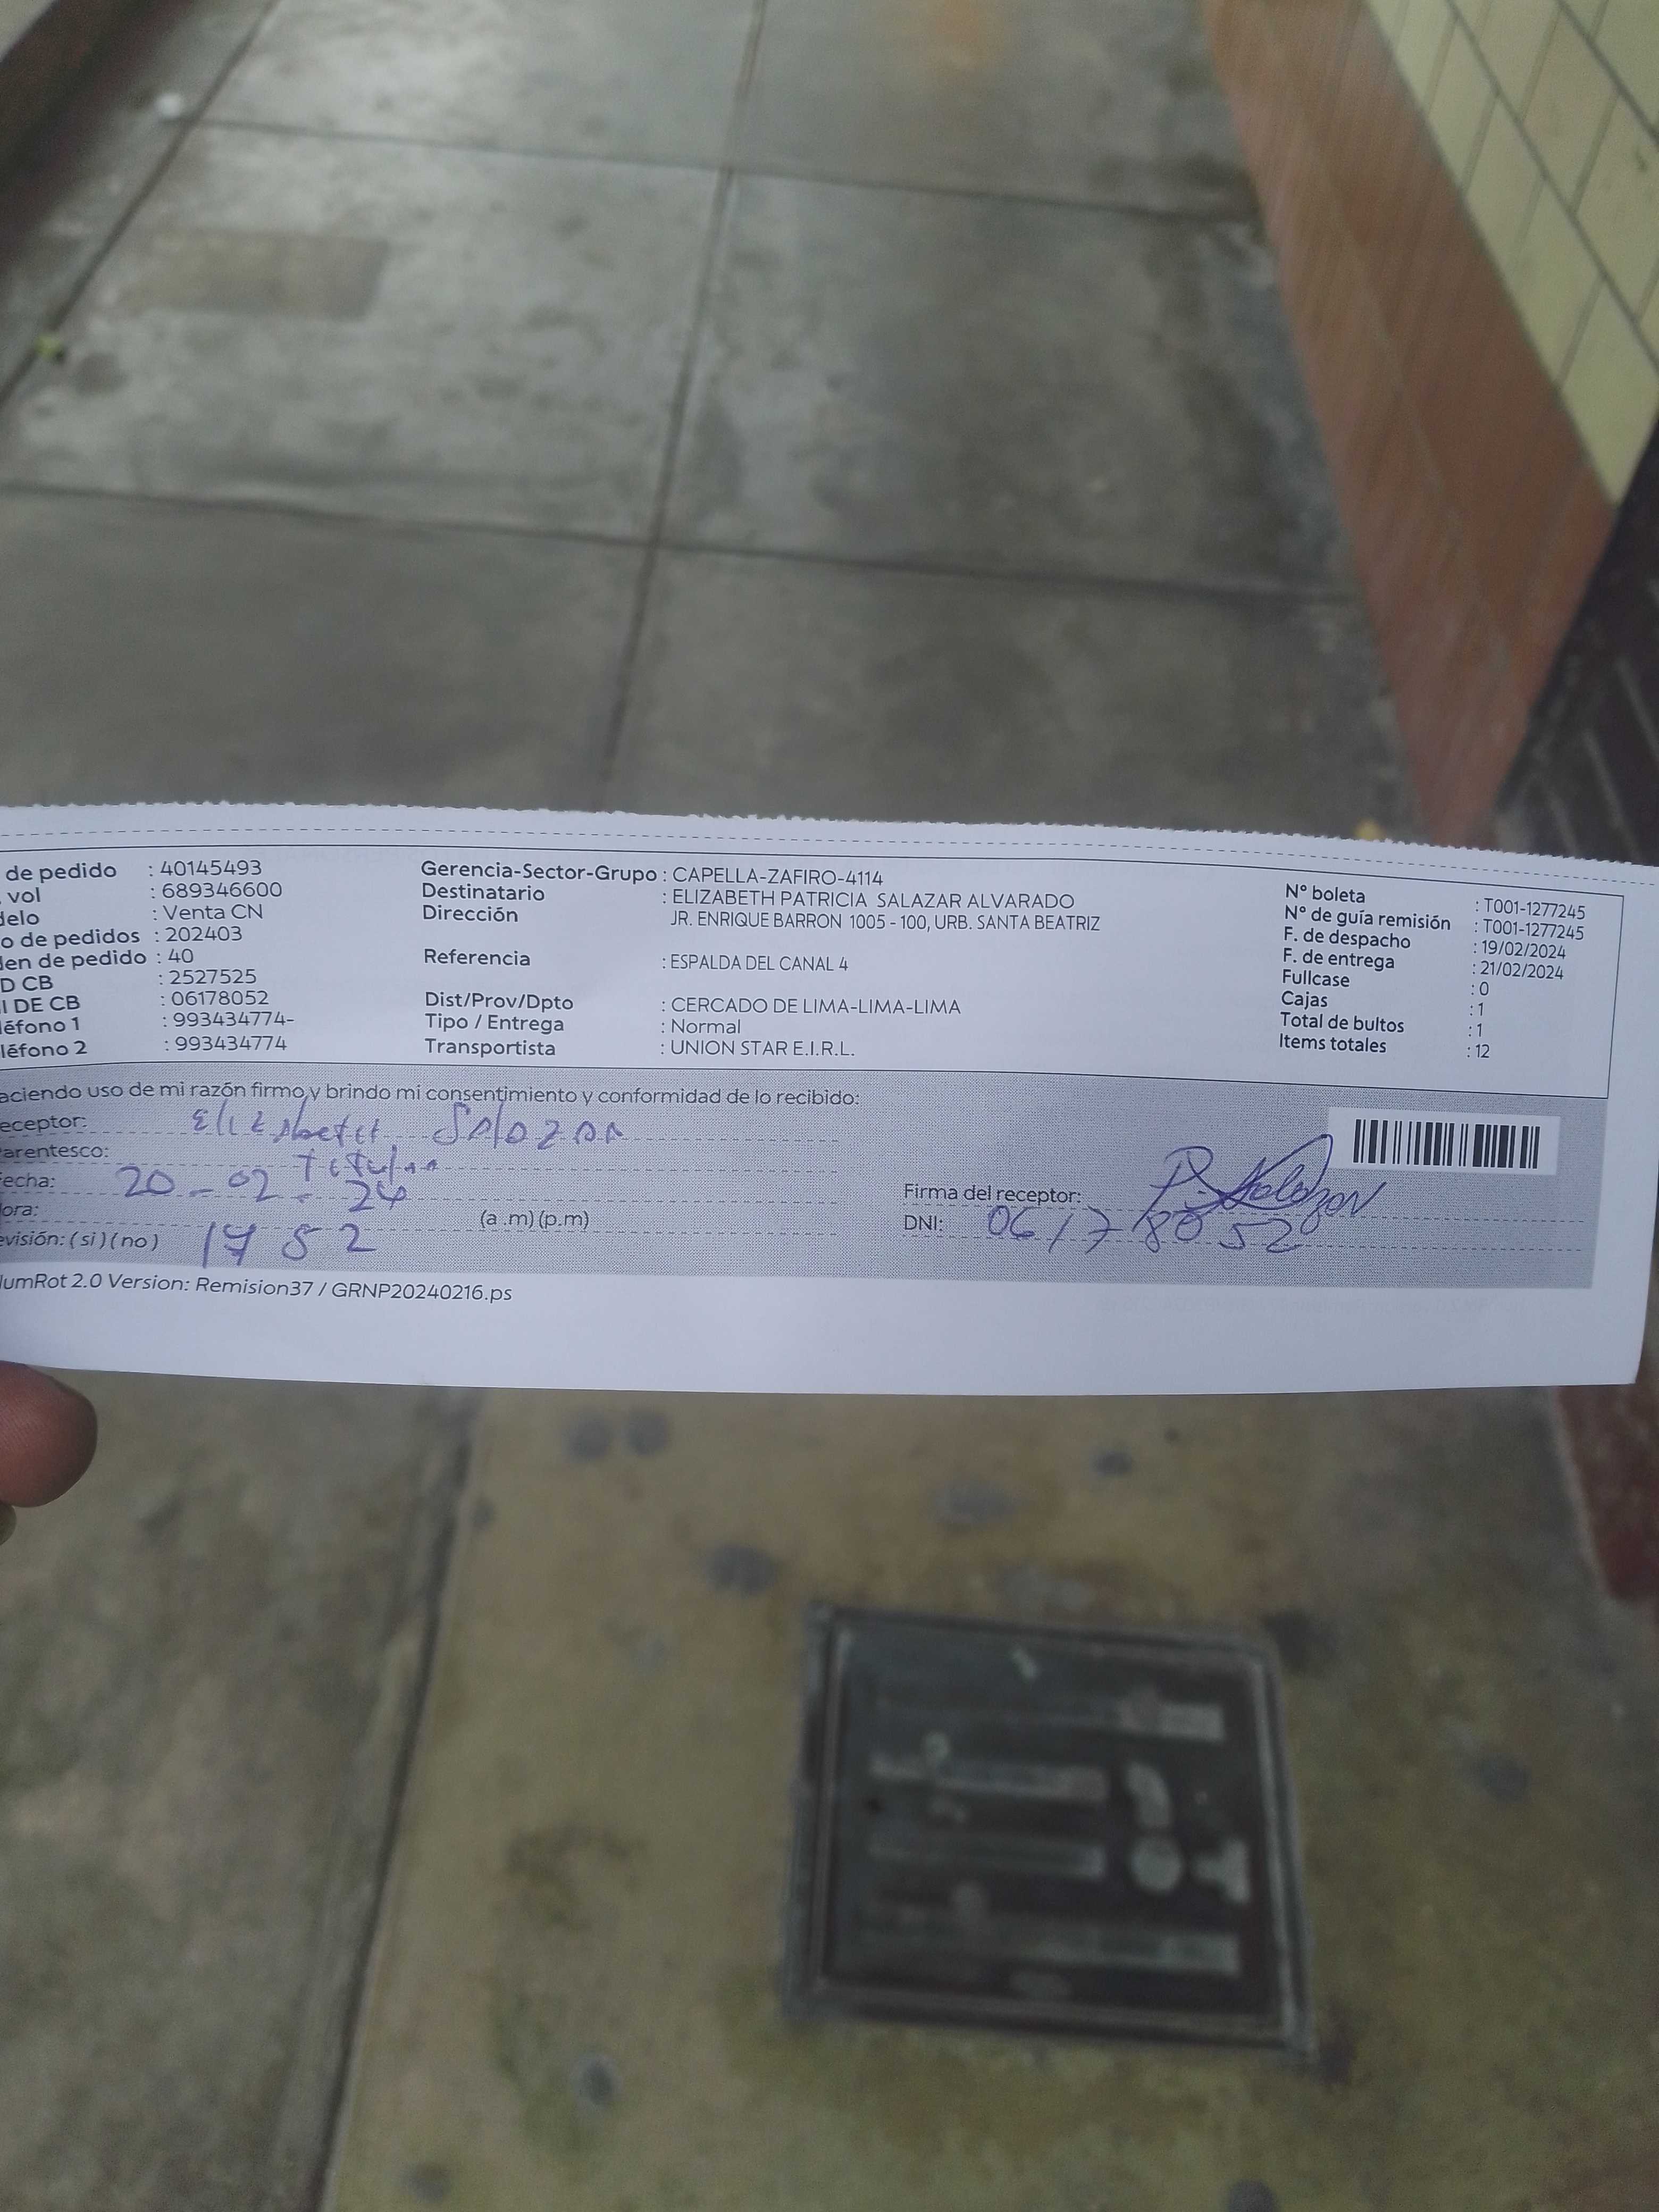 de pedido : 40145493
vol : 689346600
delo : Venta CN
o de pedidos : 202403
den de pedido : 40
D CB : 2527525
I DE CB : 06178052
léfono 1 : 993434774-
léfono 2 : 993434774
Gerencia-Sector-Grupo : CAPELLA-ZAFIRO-4114
Destinatario : ELIZABETH PATRICIA SALAZAR ALVARADO
Dirección JR. ENRIQUE BARRON 1005 - 100, URB. SANTA BEATRIZ
Referencia : ESPALDA DEL CANAL 4
Dist/Prov/Dpto : CERCADO DE LIMA-LIMA-LIMA
Tipo / Entrega : Normal
Transportista : UNION STAR E.I.R.L.
N° boleta : T001-1277245
N° de guía remisión : T001-1277245
F. de despacho : 19/02/2024
F. de entrega : 21/02/2024
Fullcase : 0
Cajas : 1
Total de bultos : 1
Items totales : 12
aciendo uso de mi razón firmo y brindo mi consentimiento y conformidad de lo recibido:
eceptor: Elizabeth Salazar
arentesco: Titular
echa: 20-02-24
ora: (a .m) (p.m)
evisión: ( si ) ( no ) 1752
Firma del receptor: P. Salazar
DNI: 06178052
lumRot 2.0 Version: Remision37 / GRNP20240216.ps